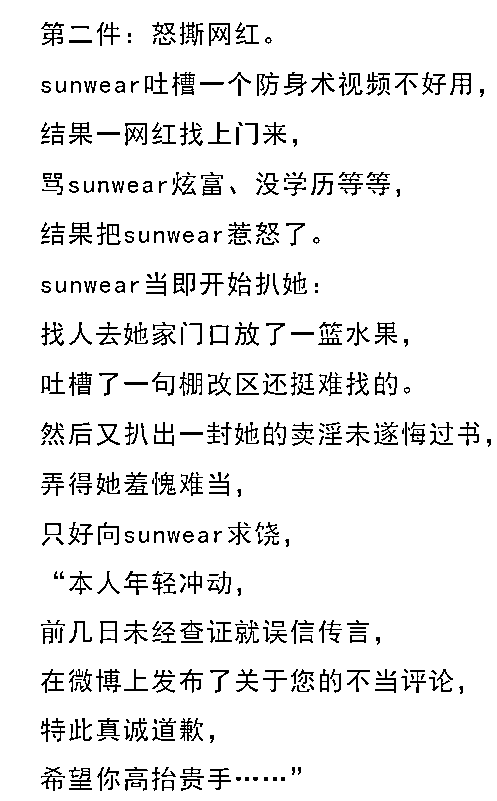 第二件：怒撕网红。
sunwear吐槽一个防身术视频不好用，
结果一网红找上门来，
骂sunwear炫富、没学历等等，
结果把sunwear惹怒了。
sunwear当即开始扒她：
找人去她家门口放了一篮水果，
吐槽了一句棚改区还挺难找的。
然后又扒出一封她的卖淫未遂悔过书，
弄得她羞愧难当，
只好向sunwear求饶，
“本人年轻冲动，
前几日未经查证就误信传言，
在微博上发布了关于您的不当评论，
特此真诚道歉，
希望你高抬贵手……”